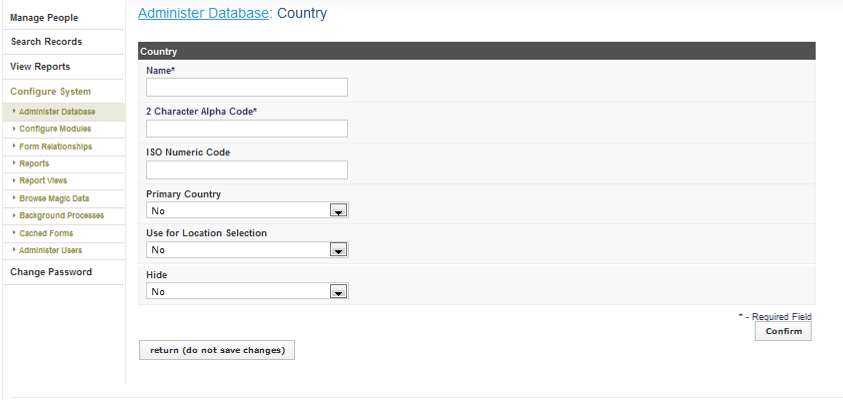 Manage People
Search Records
View Reports
Configure System
Administer Database
Configure Modules
Form Relationships
Reports
Report Views
Browse Magic Data
Background Processes
Cached Forms
Administer Users
Change Password
Administer Database: Country
Country
Name*
2 Character Alpha Code*
ISO Numeric Code
Primary Country
No
Use for Location Selection
No
Hide
No
* - Required Field
Confirm
return (do not save changes)